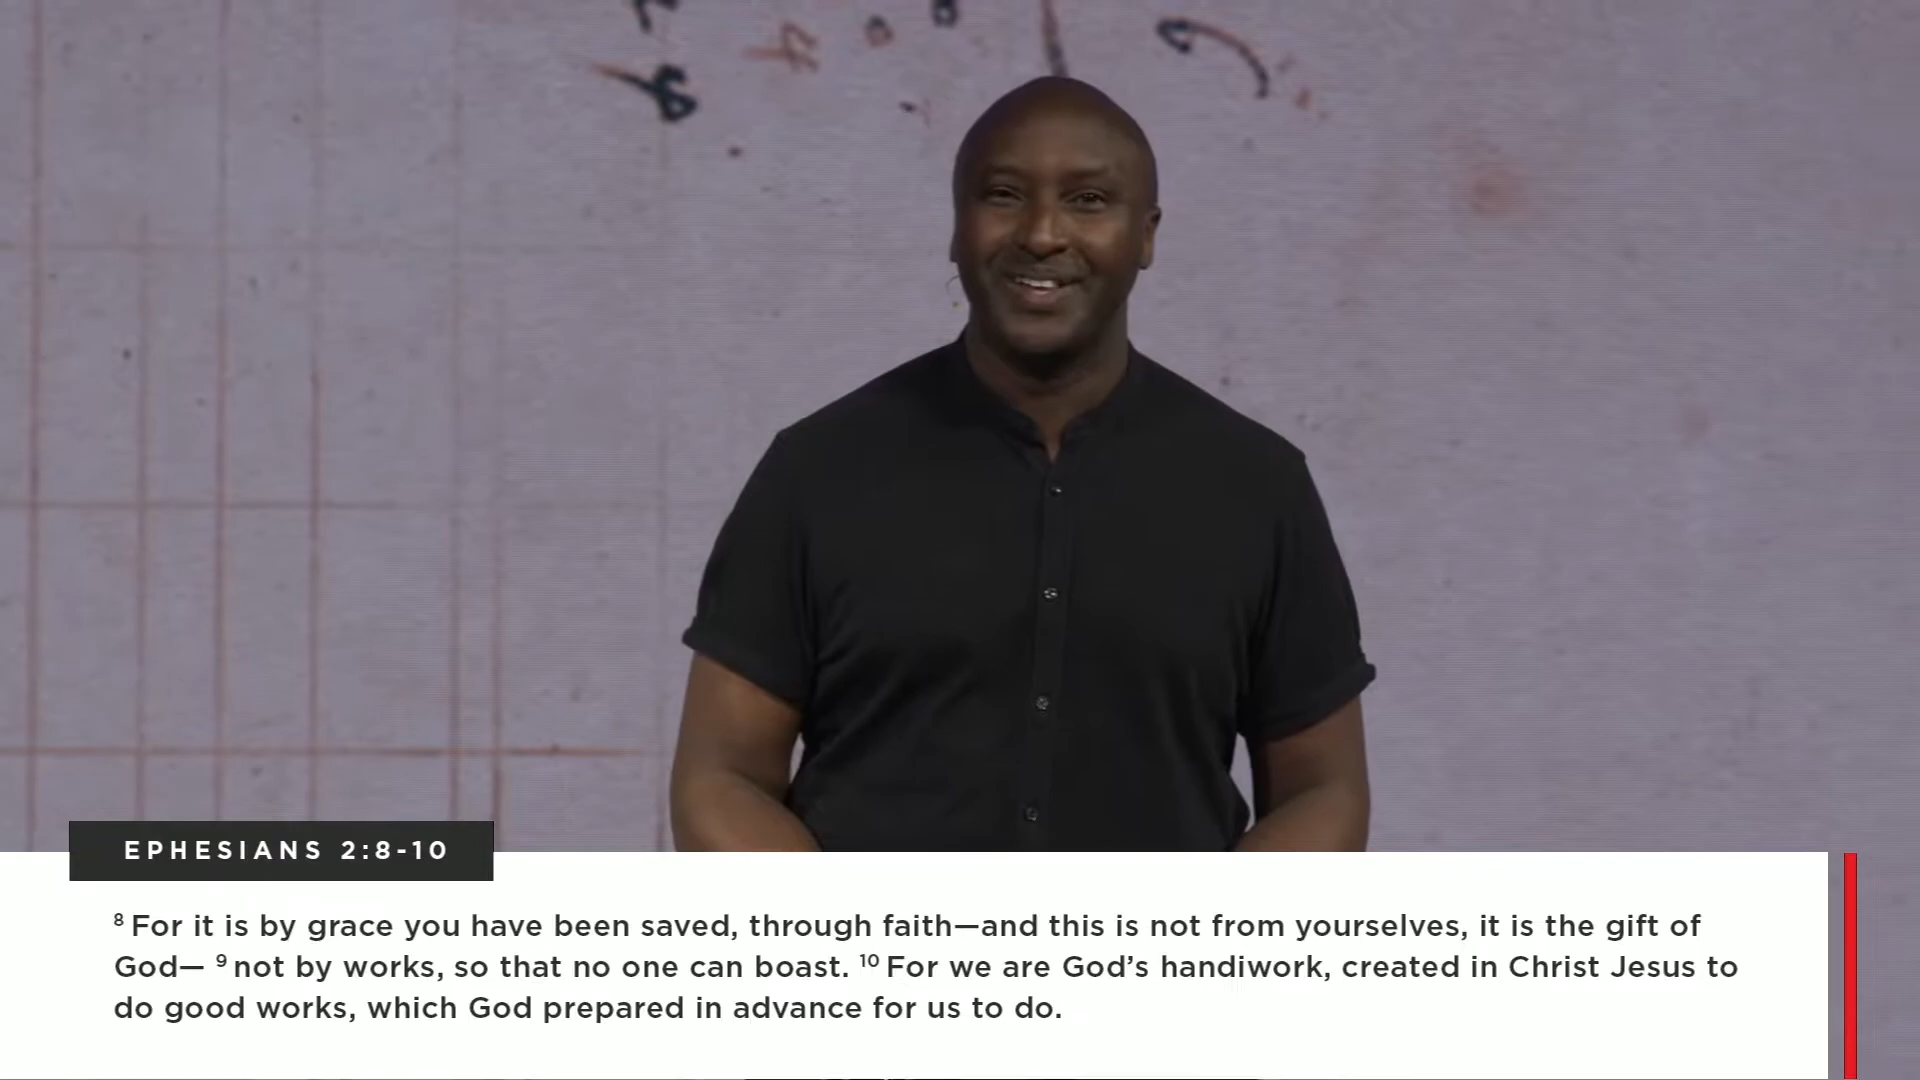 EPHESIANS 2:8-10
⁸ For it is by grace you have been saved, through faith—and this is not from yourselves, it is the gift of
God— ⁹ not by works, so that no one can boast. ¹⁰ For we are God’s handiwork, created in Christ Jesus to
do good works, which God prepared in advance for us to do.